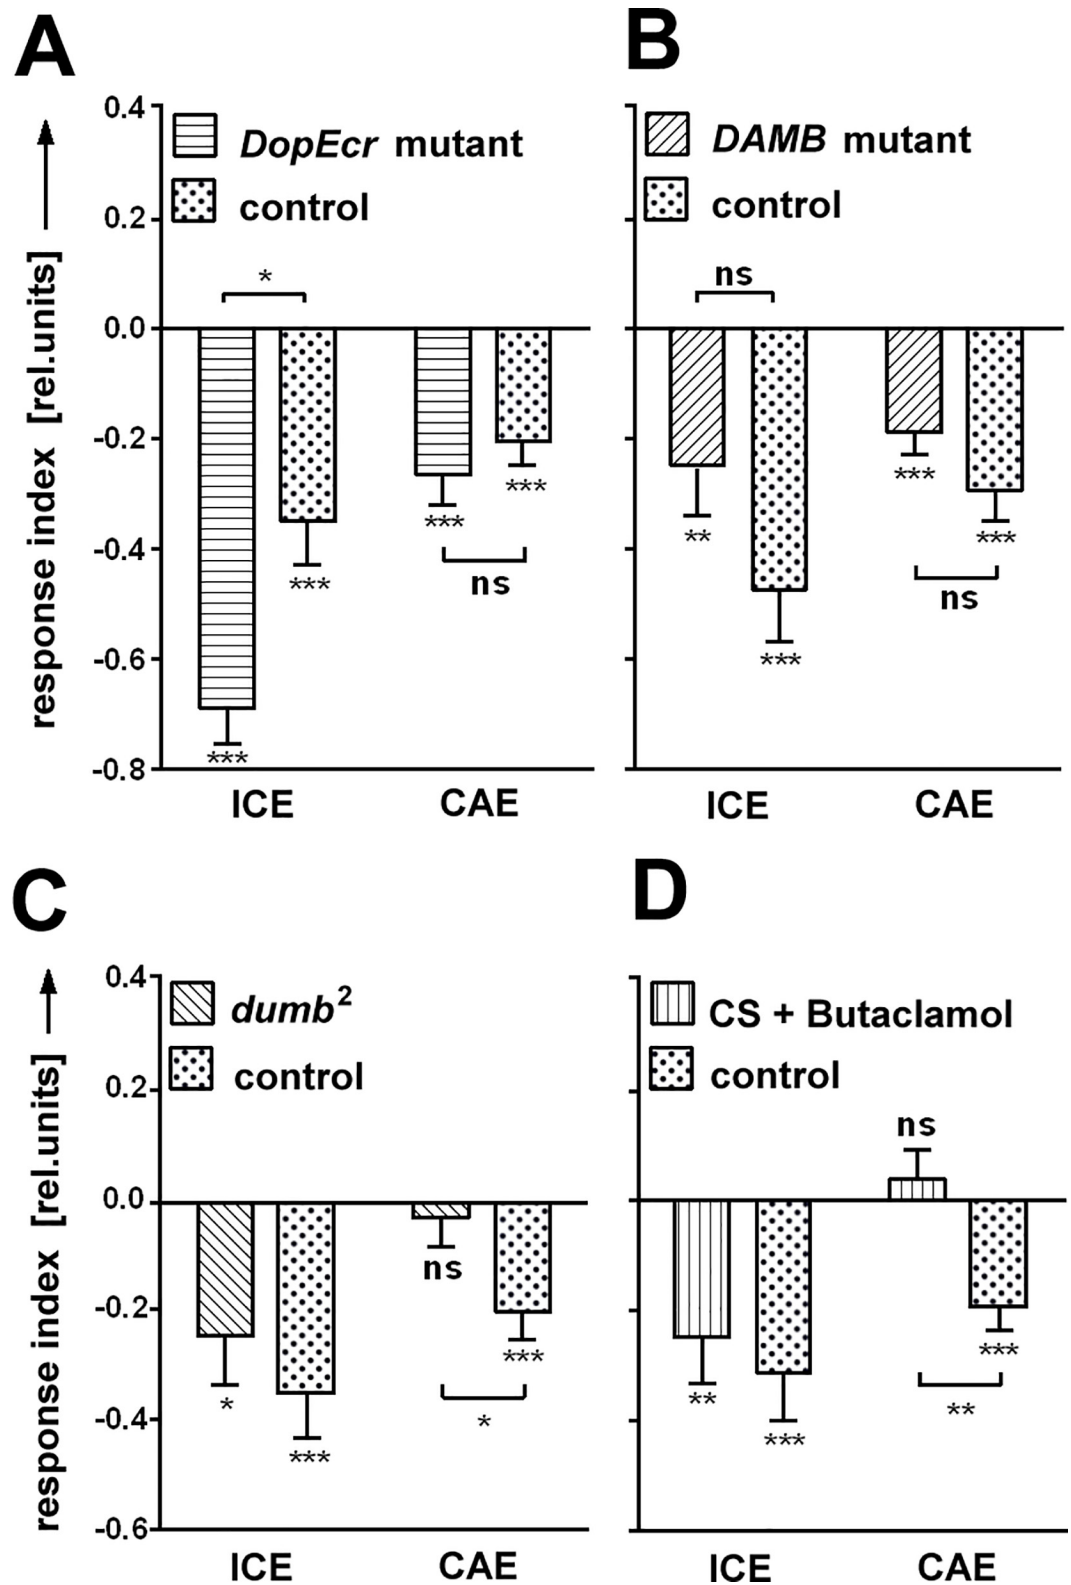 A
0.4
0.2
0.0
-0.2
-0.4
-0.6
-0.8
response index [rel.units]
DopEcr mutant
control
*
***
***
***
***
ns
ICE CAE
B
DAMB mutant
control
ns
**
***
***
***
ns
ICE CAE
C
0.4
0.2
0.0
-0.2
-0.4
-0.6
response index [rel.units]
dumb²
control
*
***
ns
***
*
ICE CAE
D
CS + Butaclamol
control
ns
**
***
***
**
ICE CAE